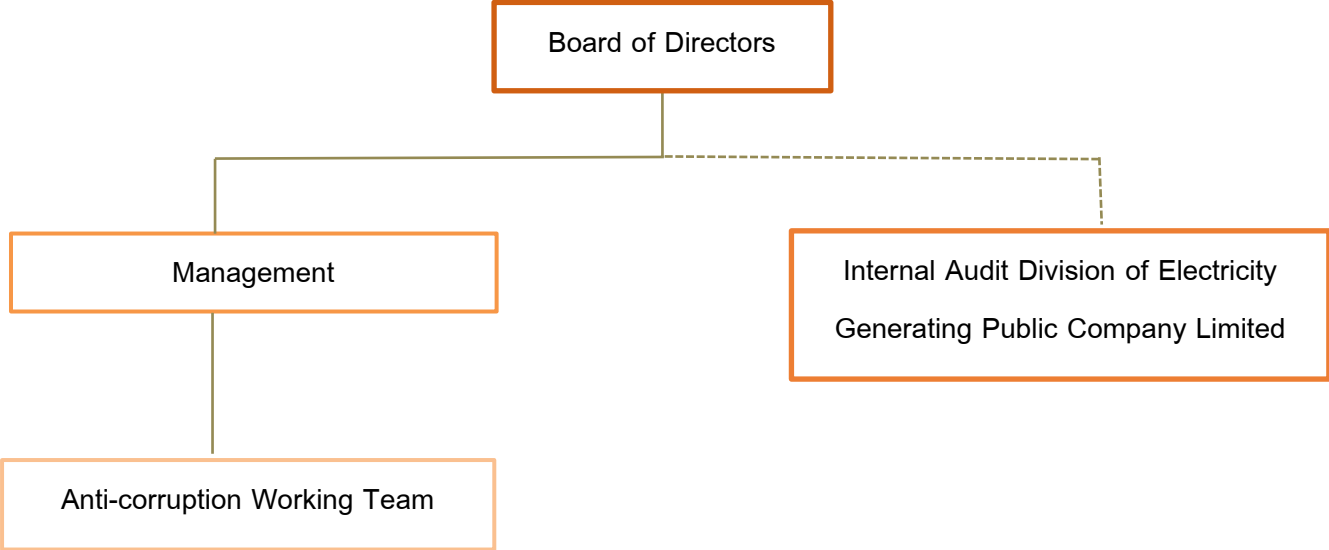 Board of Directors
Management
Internal Audit Division of Electricity
Generating Public Company Limited
Anti-corruption Working Team